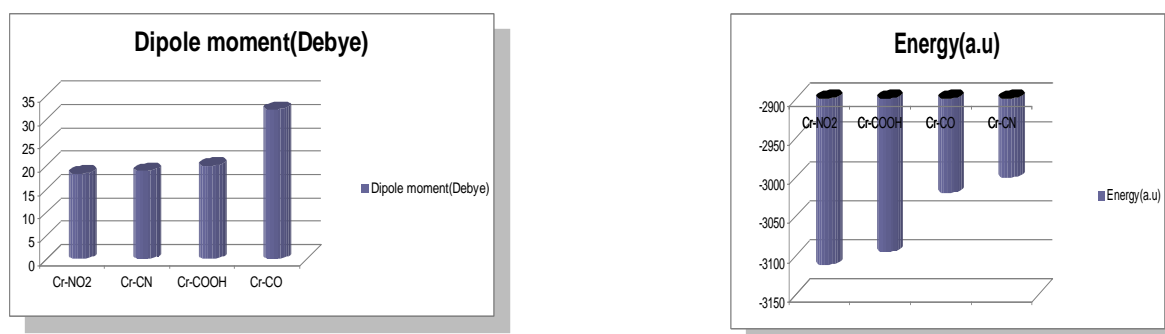 Dipole moment(Debye)
35
30
25
20
15
10
5
0
Cr-NO2 Cr-CN Cr-COOH Cr-CO
Dipole moment(Debye)
Energy(a.u)
-2900
-2950
-3000
-3050
-3100
-3150
Cr-NO2 Cr-COOH Cr-CO Cr-CN
Energy(a.u)